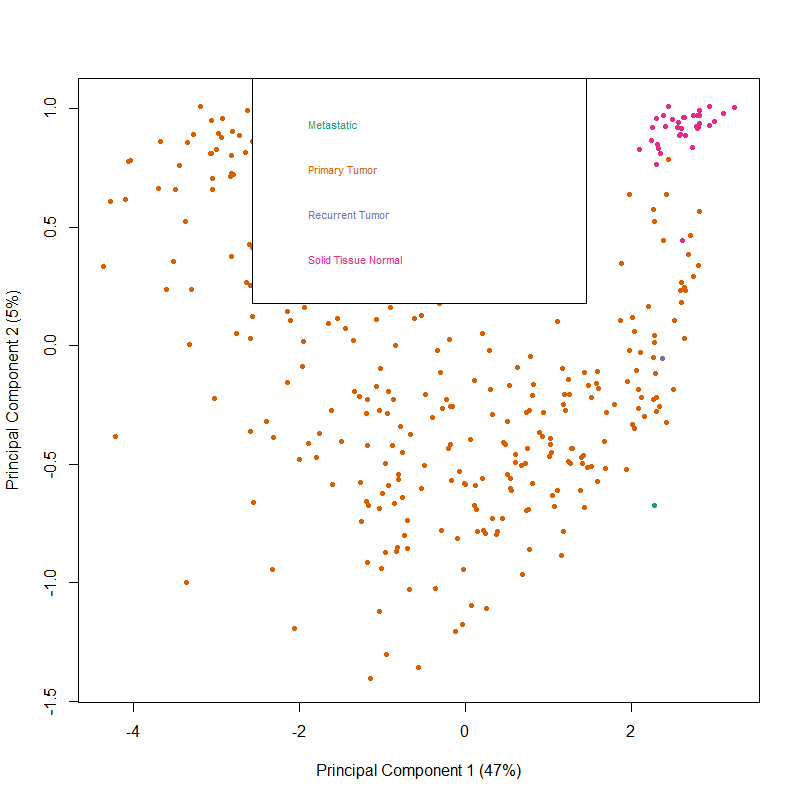 Metastatic
Primary Tumor
Recurrent Tumor
Solid Tissue Normal
1.0
0.5
0.0
-0.5
-1.0
-1.5
Principal Component 2 (5%)
-4
-2
0
2
Principal Component 1 (47%)